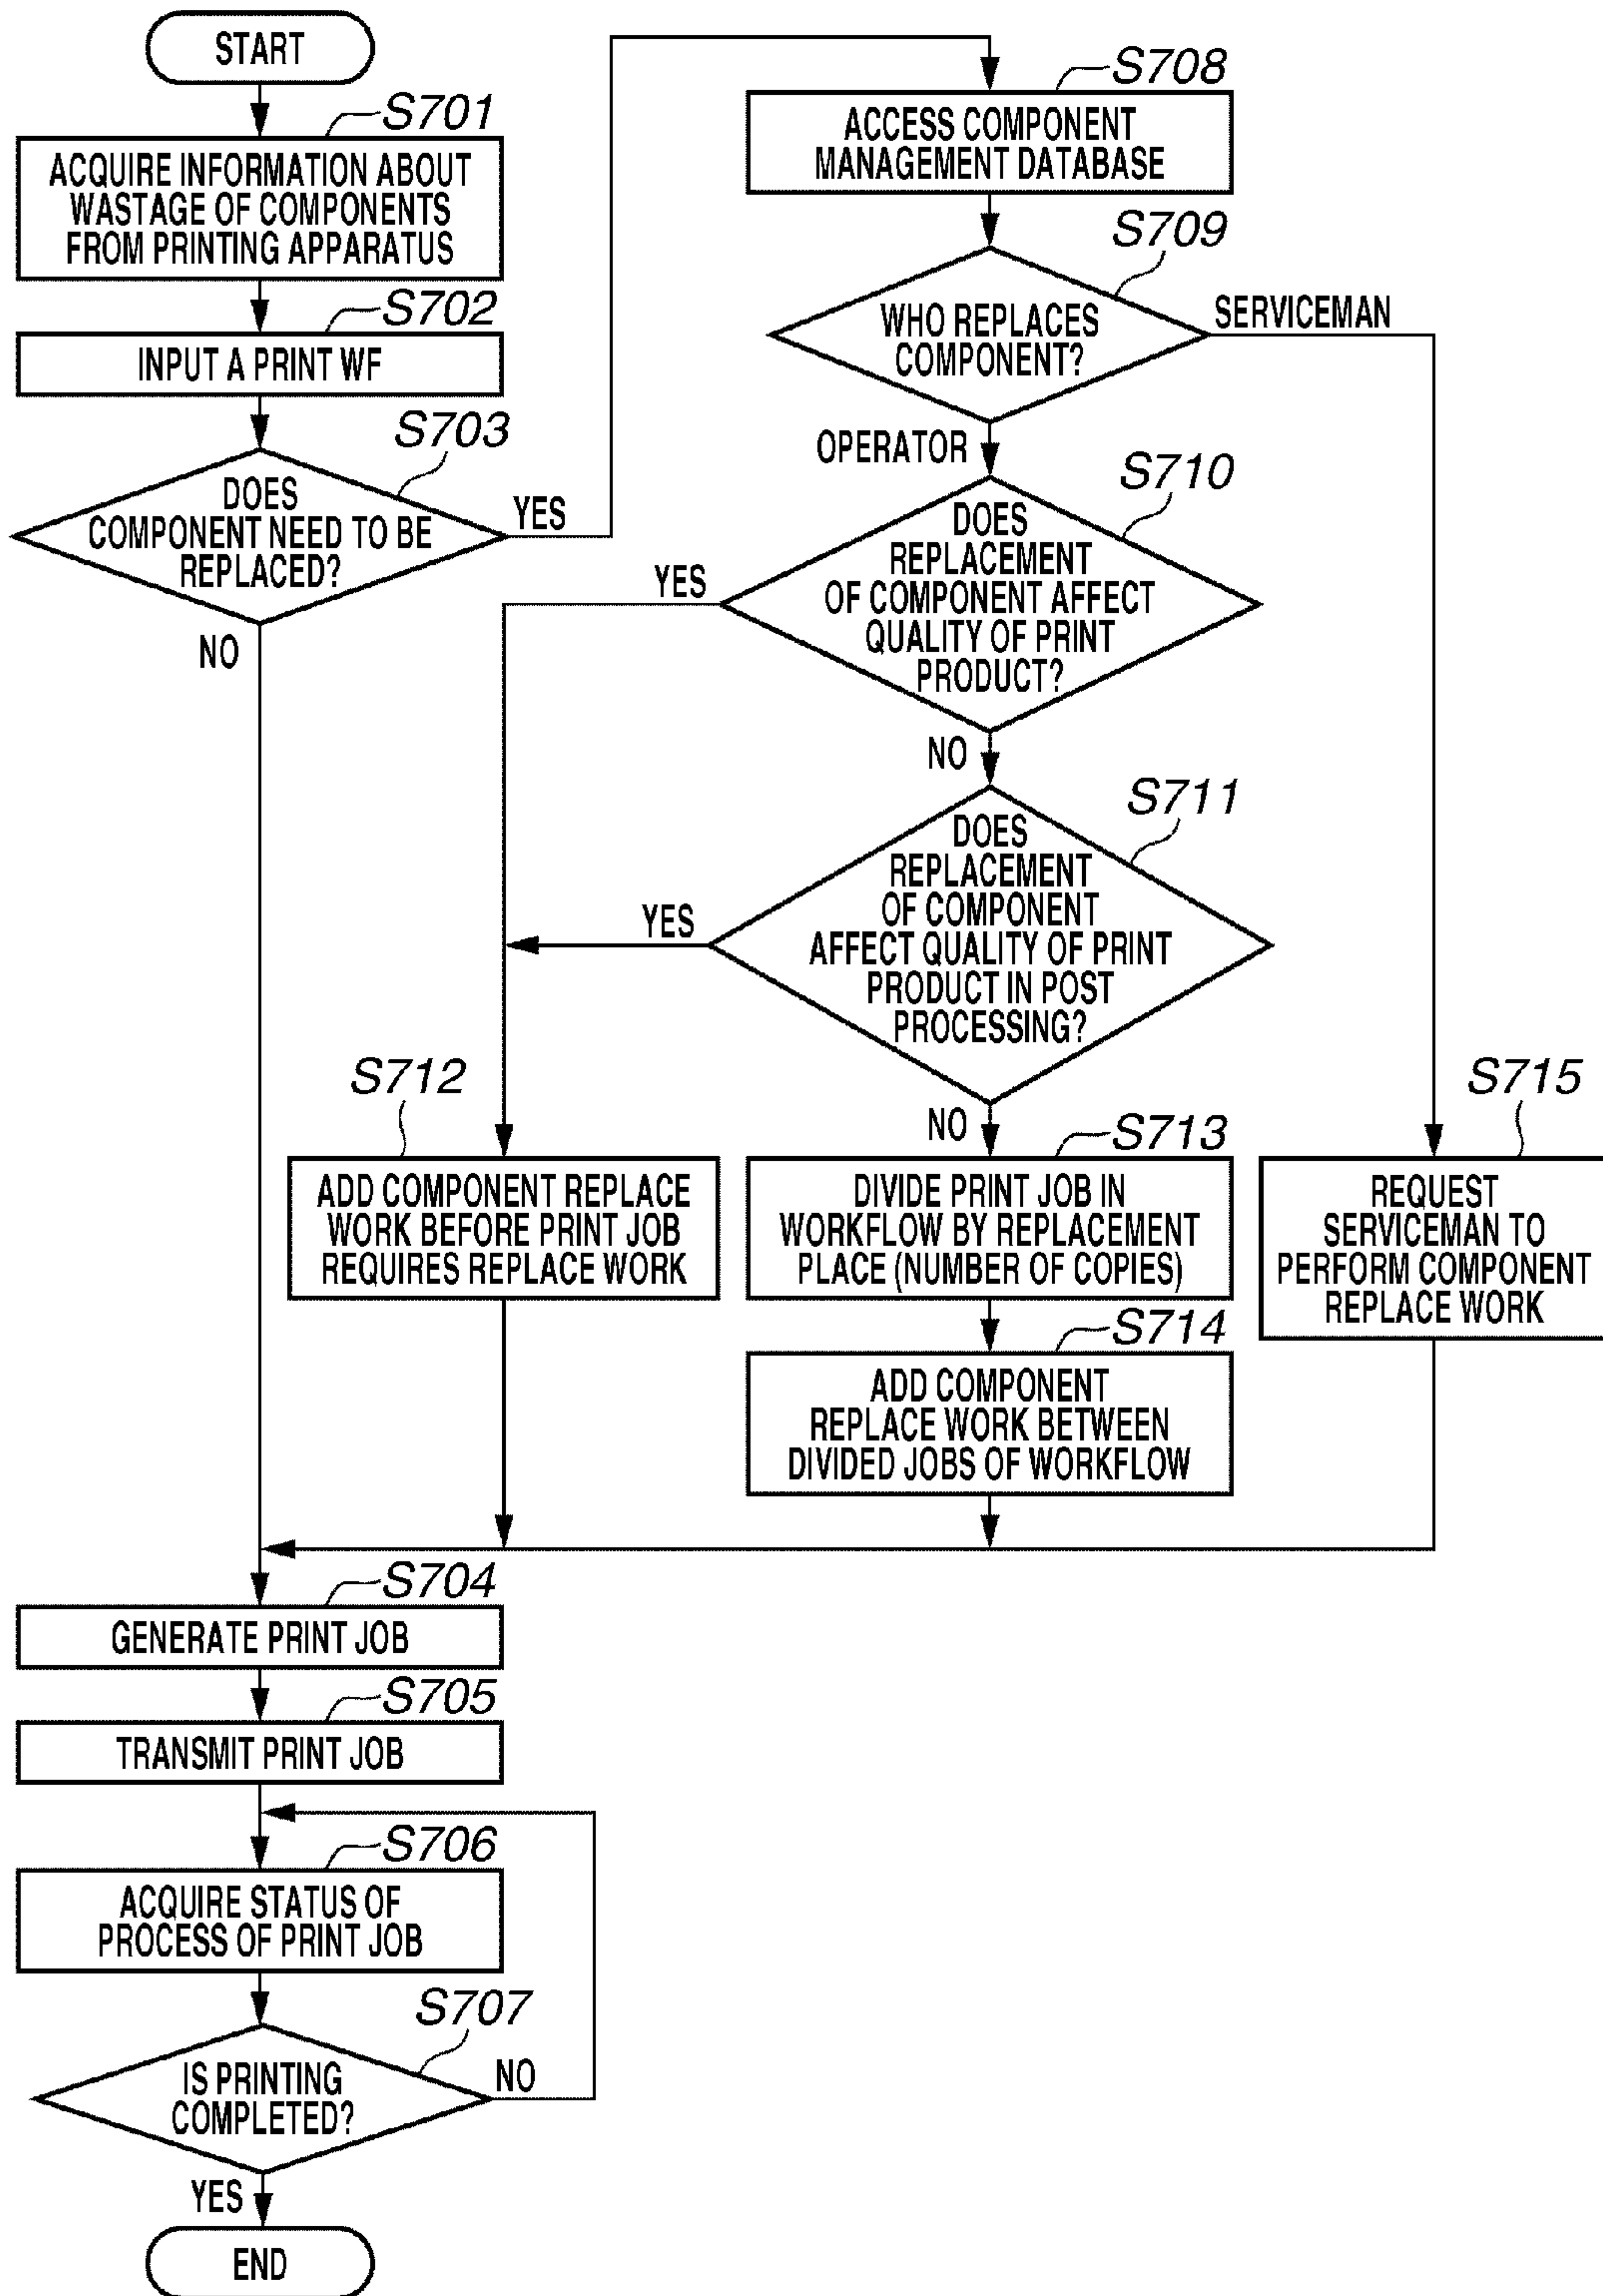 START
S701
ACQUIRE INFORMATION ABOUT
WASTAGE OF COMPONENTS
FROM PRINTING APPARATUS
S702
INPUT A PRINT WF
S703
DOES
COMPONENT NEED TO BE
REPLACED?
YES
NO
S708
ACCESS COMPONENT
MANAGEMENT DATABASE
S709
WHO REPLACES
COMPONENT?
SERVICEMAN
OPERATOR
S710
DOES
REPLACEMENT
OF COMPONENT AFFECT
QUALITY OF PRINT
PRODUCT?
YES
NO
S711
DOES
REPLACEMENT
OF COMPONENT
AFFECT QUALITY OF PRINT
PRODUCT IN POST
PROCESSING?
YES
NO
S712
ADD COMPONENT REPLACE
WORK BEFORE PRINT JOB
REQUIRES REPLACE WORK
S713
DIVIDE PRINT JOB IN
WORKFLOW BY REPLACEMENT
PLACE (NUMBER OF COPIES)
S714
ADD COMPONENT
REPLACE WORK BETWEEN
DIVIDED JOBS OF WORKFLOW
S715
REQUEST
SERVICEMAN TO
PERFORM COMPONENT
REPLACE WORK
S704
GENERATE PRINT JOB
S705
TRANSMIT PRINT JOB
S706
ACQUIRE STATUS OF
PROCESS OF PRINT JOB
S707
IS PRINTING
COMPLETED?
NO
YES
END